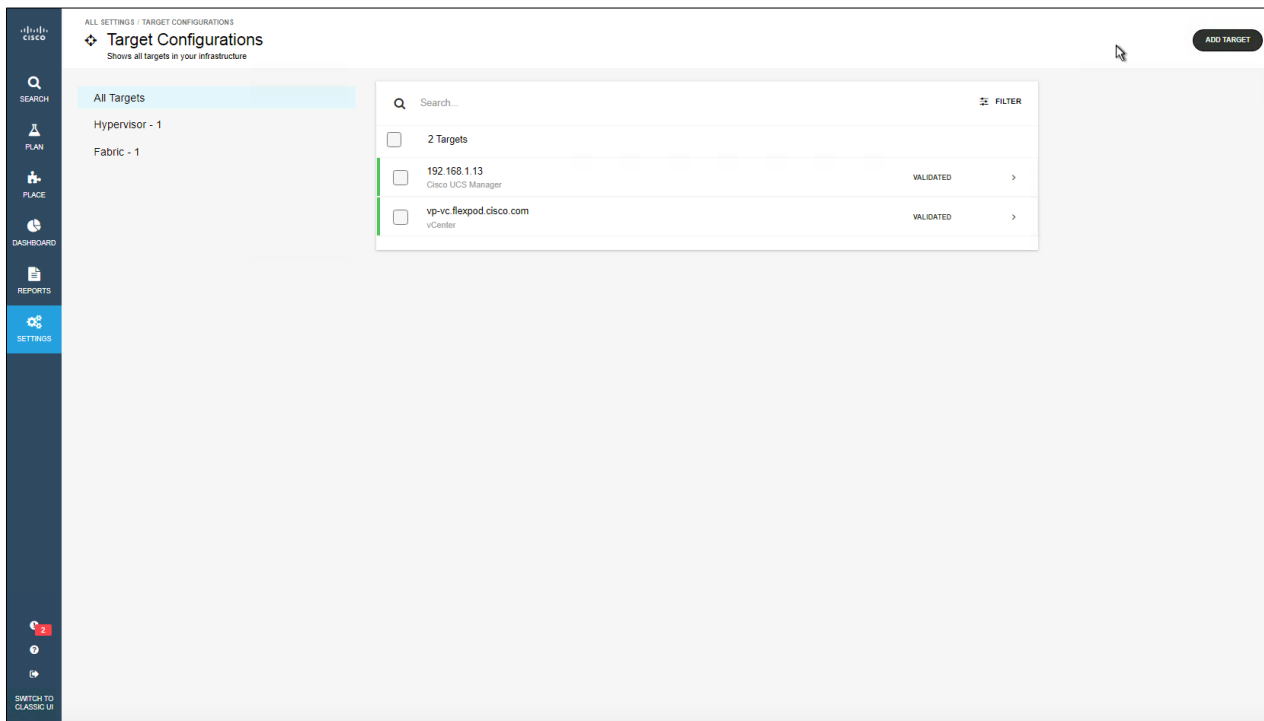 CISCO
SEARCH
PLAN
PLACE
DASHBOARD
REPORTS
SETTINGS
2
SWITCH TO
CLASSIC UI
ALL SETTINGS / TARGET CONFIGURATIONS
Target Configurations
Shows all targets in your infrastructure
ADD TARGET
All Targets
Hypervisor - 1
Fabric - 1
Search...
FILTER
2 Targets
192.168.1.13
Cisco UCS Manager
VALIDATED
vp-vc.flexpod.cisco.com
vCenter
VALIDATED